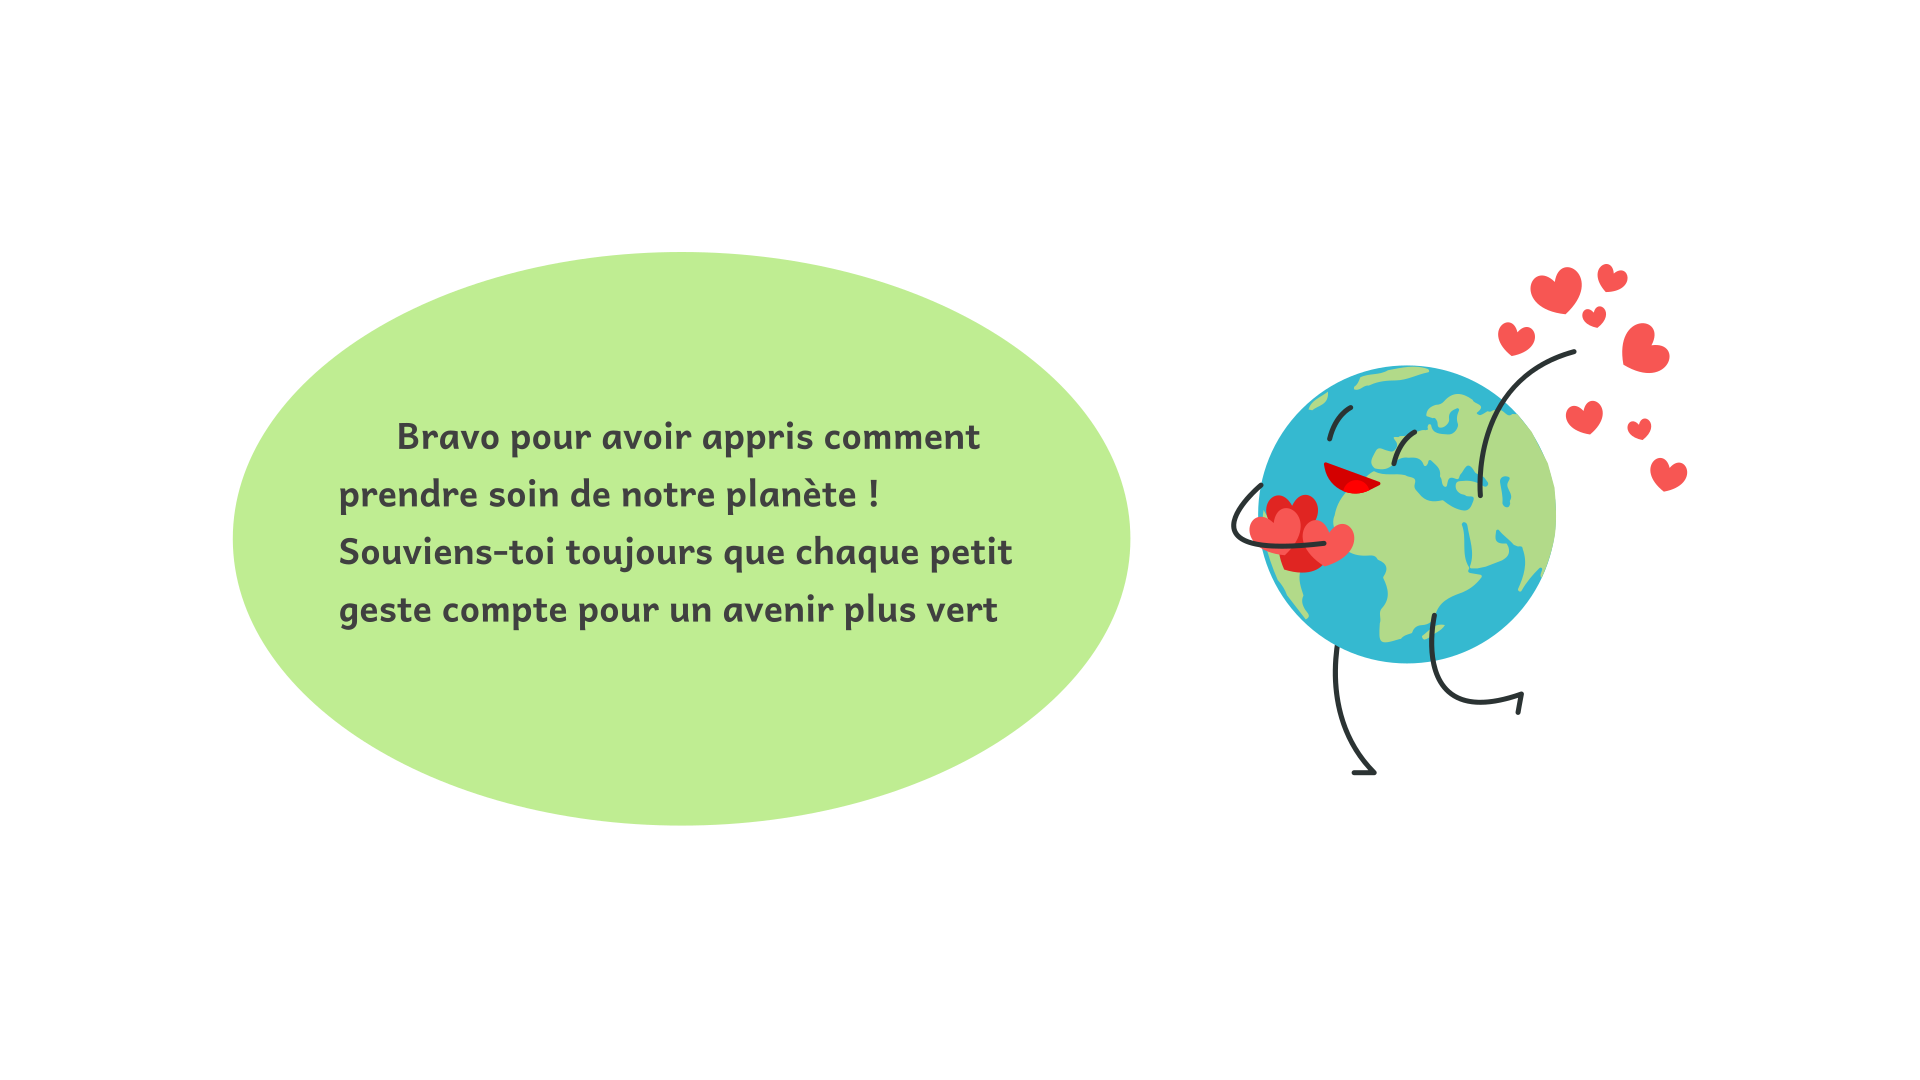 Bravo pour avoir appris comment
prendre soin de notre planète !
Souviens-toi toujours que chaque petit
geste compte pour un avenir plus vert